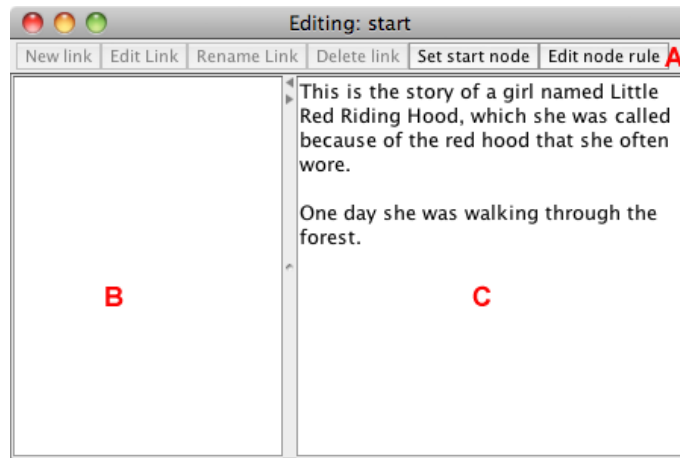 Editing: start
New link Edit Link Rename Link Delete link Set start node Edit node rule A
This is the story of a girl named Little
Red Riding Hood, which she was called
because of the red hood that she often
wore.
One day she was walking through the
forest.
B
C